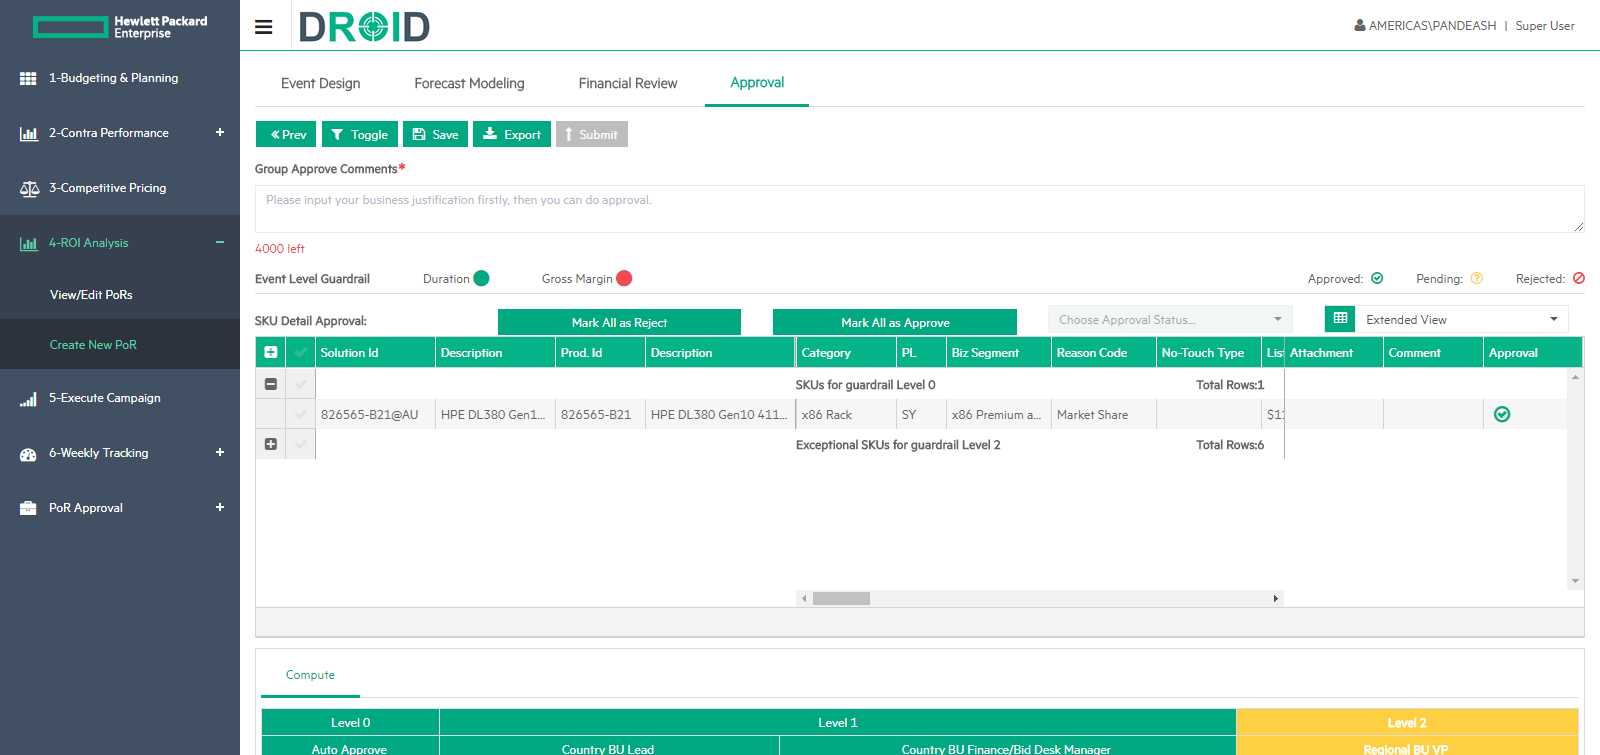 Hewlett Packard
Enterprise
DROID
AMERICAS\PANDEASH | Super User
1-Budgeting & Planning
2-Contra Performance +
3-Competitive Pricing
4-ROI Analysis −
View/Edit PoRs
Create New PoR
5-Execute Campaign
6-Weekly Tracking +
PoR Approval +
Event Design Forecast Modeling Financial Review Approval
Prev Toggle Save Export Submit
Group Approve Comments*
Please input your business justification firstly, then you can do approval.
4000 left
Event Level Guardrail Duration Gross Margin Approved: Pending: Rejected:
SKU Detail Approval: Mark All as Reject Mark All as Approve Choose Approval Status... Extended View
Solution Id Description Prod. Id Description Category PL Biz Segment Reason Code No-Touch Type Lis Attachment Comment Approval
SKUs for guardrail Level 0 Total Rows:1
826565-B21@AU HPE DL380 Gen1... 826565-B21 HPE DL380 Gen10 411... x86 Rack SY x86 Premium a... Market Share $11
Exceptional SKUs for guardrail Level 2 Total Rows:6
Compute
Level 0 Level 1 Level 2
Auto Approve Country BU Lead Country BU Finance/Bid Desk Manager Regional BU VP